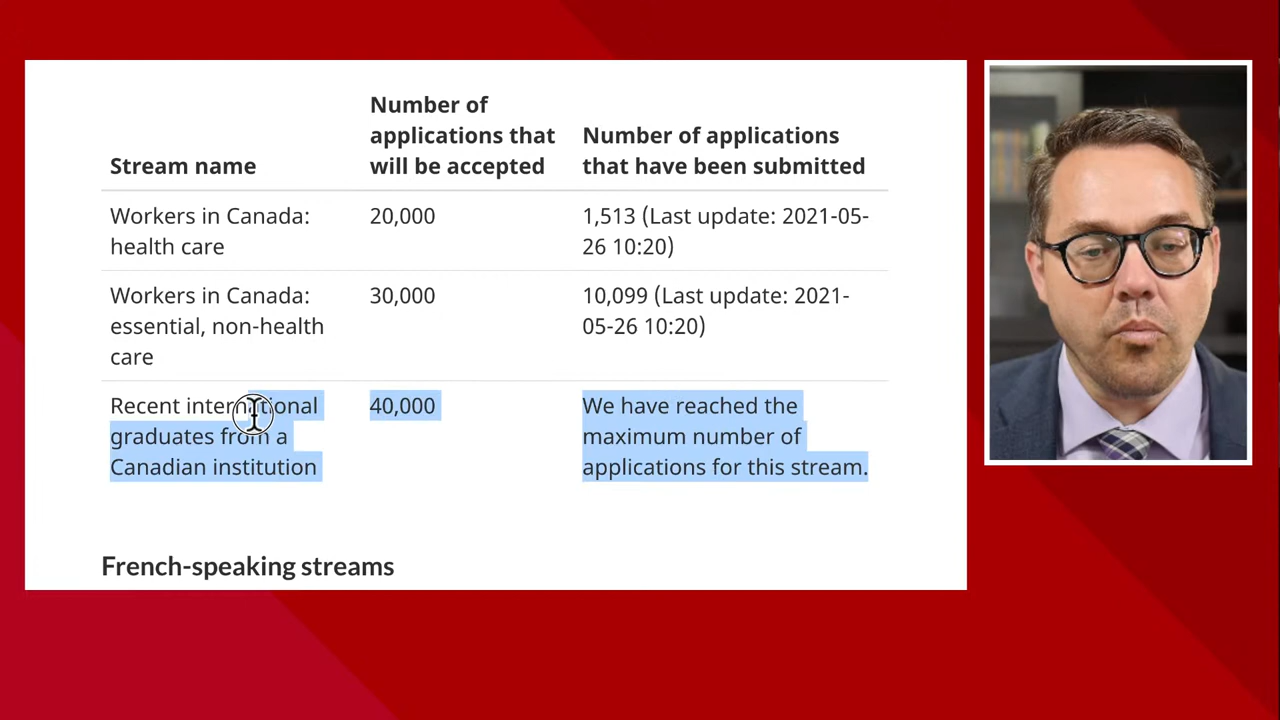 Stream name
Number of
applications that
will be accepted
Number of applications
that have been submitted
Workers in Canada:
health care
20,000
1,513 (Last update: 2021-05-
26 10:20)
Workers in Canada:
essential, non-health
care
30,000
10,099 (Last update: 2021-
05-26 10:20)
Recent international
graduates from a
Canadian institution
40,000
We have reached the
maximum number of
applications for this stream.
French-speaking streams